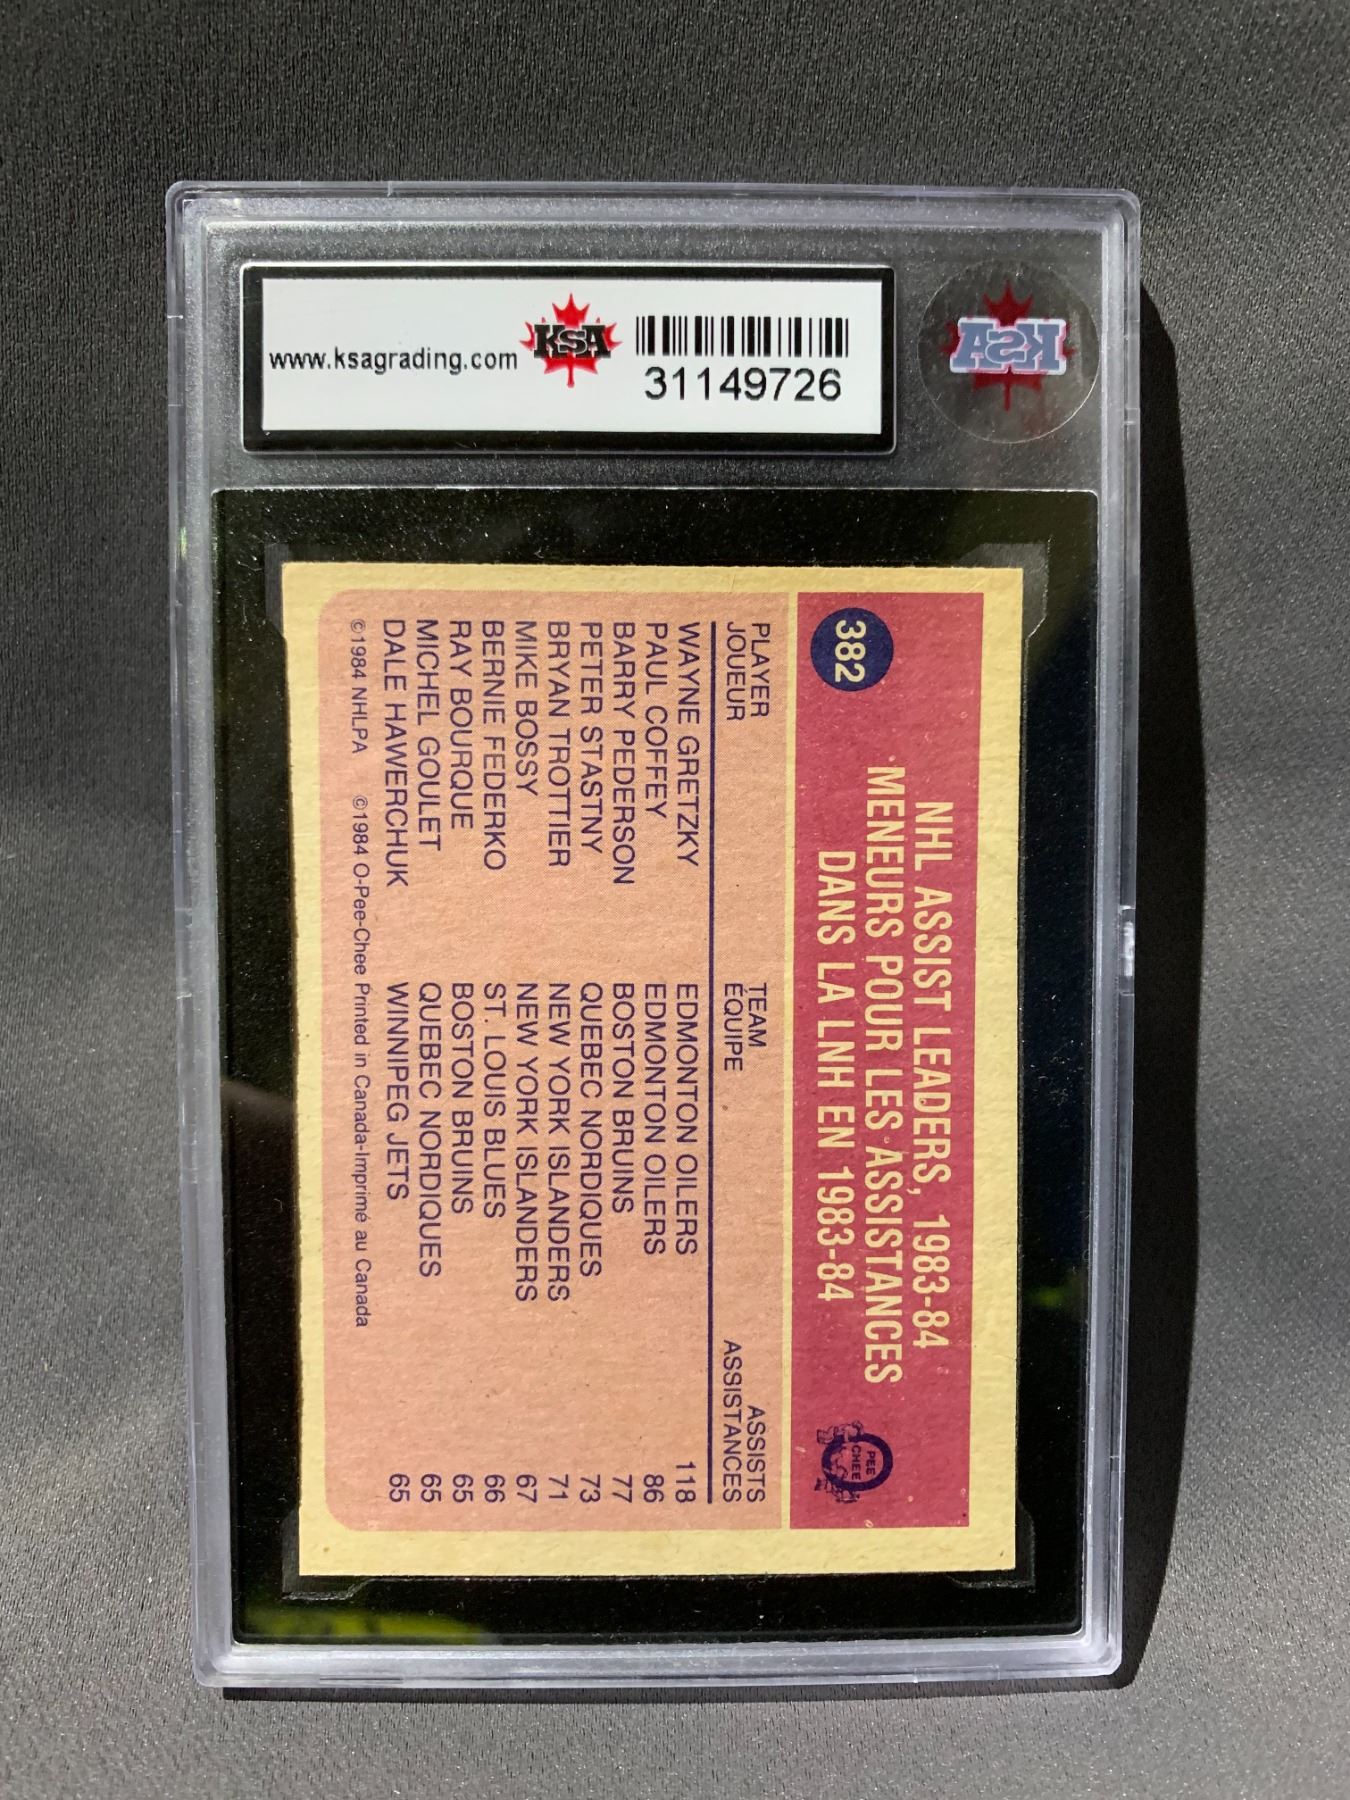 www.ksagrading.com
KSA
31149726
KSA
382
NHL ASSIST LEADERS, 1983-84
MENEURS POUR LES ASSISTANCES
DANS LA LNH EN 1983-84
O
PEE
CHEE
PLAYER TEAM ASSISTS
JOUEUR ÉQUIPE ASSISTANCES
WAYNE GRETZKY EDMONTON OILERS 118
PAUL COFFEY EDMONTON OILERS 86
BARRY PEDERSON BOSTON BRUINS 77
PETER STASTNY QUEBEC NORDIQUES 73
BRYAN TROTTIER NEW YORK ISLANDERS 71
MIKE BOSSY NEW YORK ISLANDERS 67
BERNIE FEDERKO ST. LOUIS BLUES 66
RAY BOURQUE BOSTON BRUINS 65
MICHEL GOULET QUEBEC NORDIQUES 65
DALE HAWERCHUK WINNIPEG JETS 65
©1984 NHLPA ©1984 O-Pee-Chee Printed in Canada-Imprimé au Canada